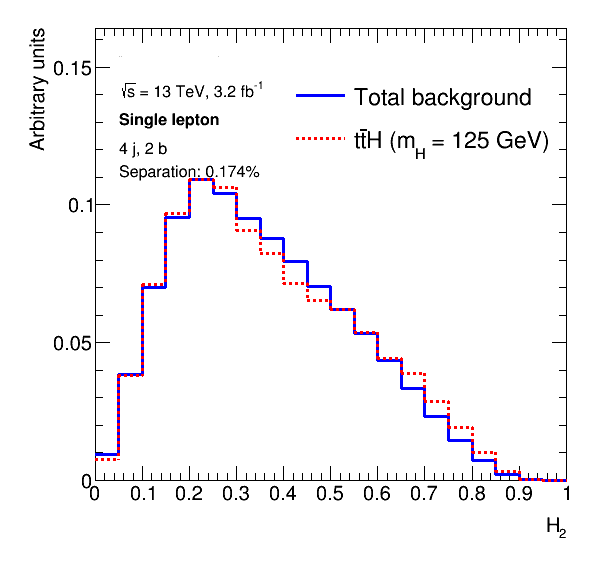 Arbitrary units
0.15
0.1
0.05
0
√s = 13 TeV, 3.2 fb⁻¹
Single lepton
4 j, 2 b
Separation: 0.174%
Total background
tt̄H (m_H = 125 GeV)
0 0.1 0.2 0.3 0.4 0.5 0.6 0.7 0.8 0.9 1
H₂